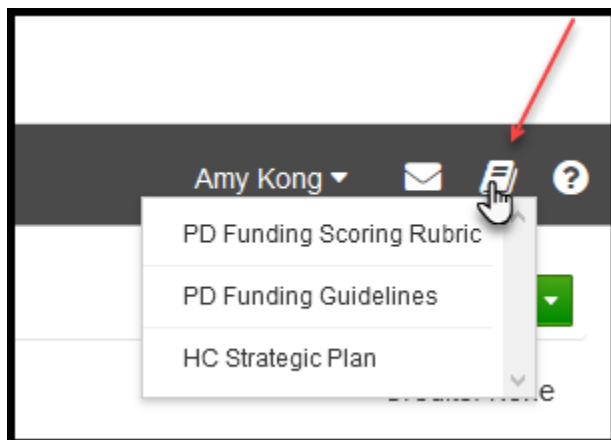 Amy Kong
PD Funding Scoring Rubric
PD Funding Guidelines
HC Strategic Plan